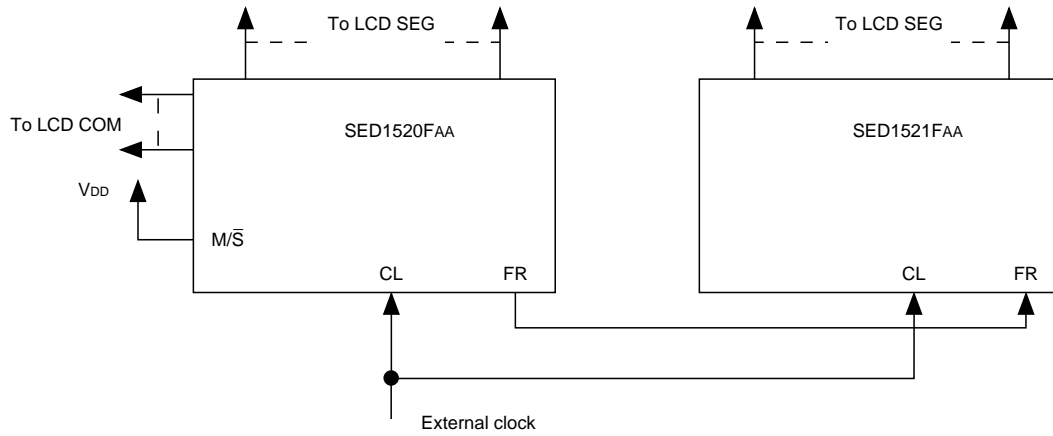 To LCD SEG
To LCD SEG
To LCD COM
SED1520FAA
SED1521FAA
VDD
M/S̅
CL
FR
CL
FR
External clock